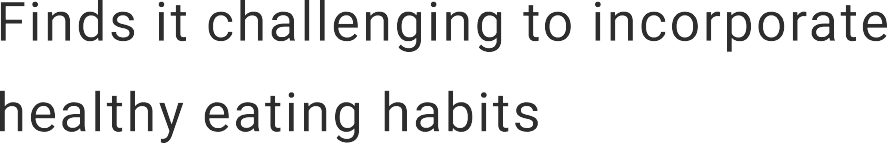 Finds it challenging to incorporate
healthy eating habits